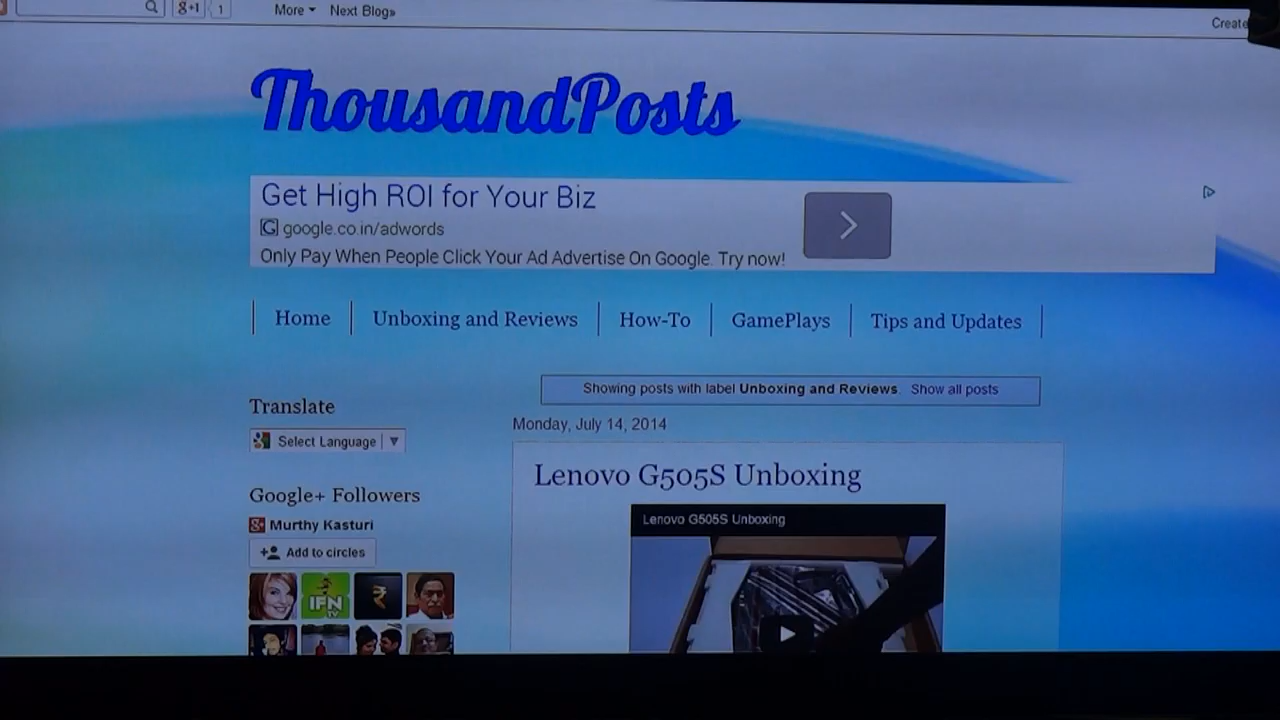 g+1 1 More Next Blog» Create
ThousandPosts
Get High ROI for Your Biz
G google.co.in/adwords
Only Pay When People Click Your Ad Advertise On Google. Try now!
Home Unboxing and Reviews How-To GamePlays Tips and Updates
Showing posts with label Unboxing and Reviews. Show all posts
Translate
Monday, July 14, 2014
Select Language
Lenovo G505S Unboxing
Google+ Followers
Lenovo G505S Unboxing
g+ Murthy Kasturi
Add to circles
IFN
TV